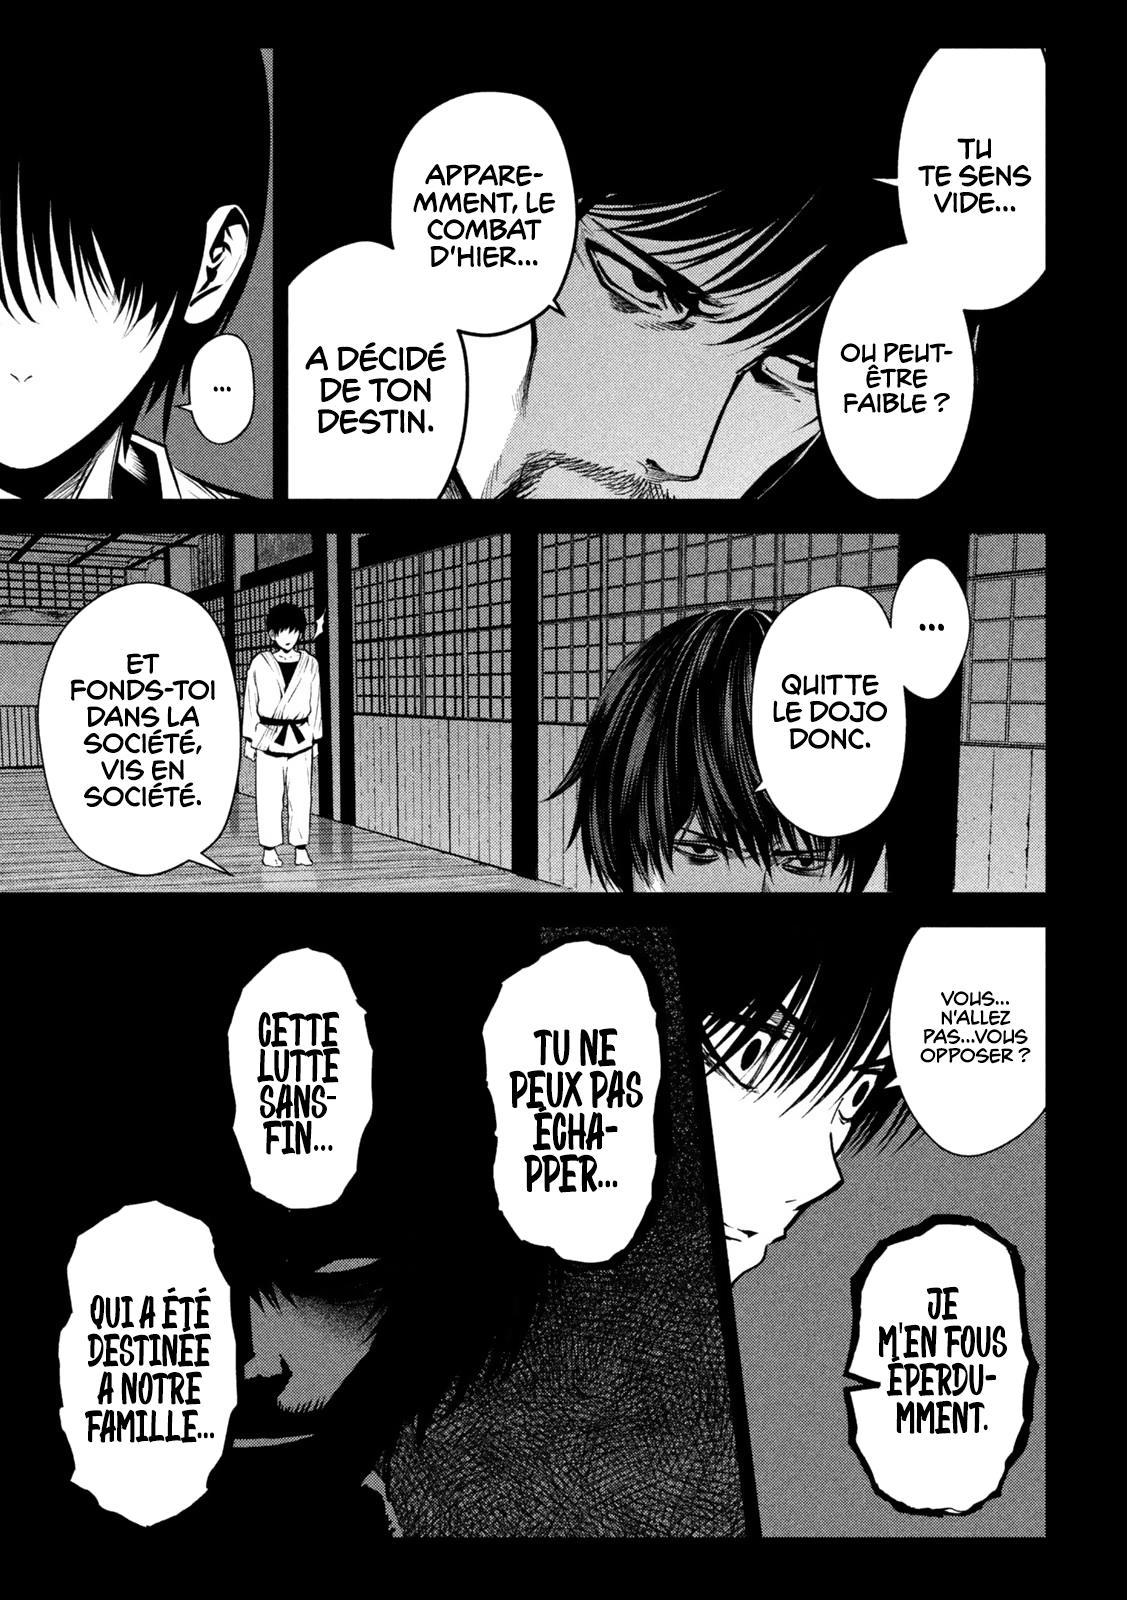 TU
TE SENS
VIDE...
OU PEUT-
ÊTRE
FAIBLE ?
APPARE-
MMENT, LE
COMBAT
D'HIER...
A DÉCIDÉ
DE TON
DESTIN.
...
...
QUITTE
LE DOJO
DONC.
ET
FONDS-TOI
DANS LA
SOCIÉTÉ,
VIS EN
SOCIÉTÉ.
VOUS...
N'ALLEZ
PAS...VOUS
OPPOSER ?
JE
M'EN FOUS
ÉPERDU-
MMENT.
TU NE
PEUX PAS
ÉCHA-
PPER...
CETTE
LUTTE
SANS-
FIN...
QUI A ÉTÉ
DESTINÉE
A NOTRE
FAMILLE...